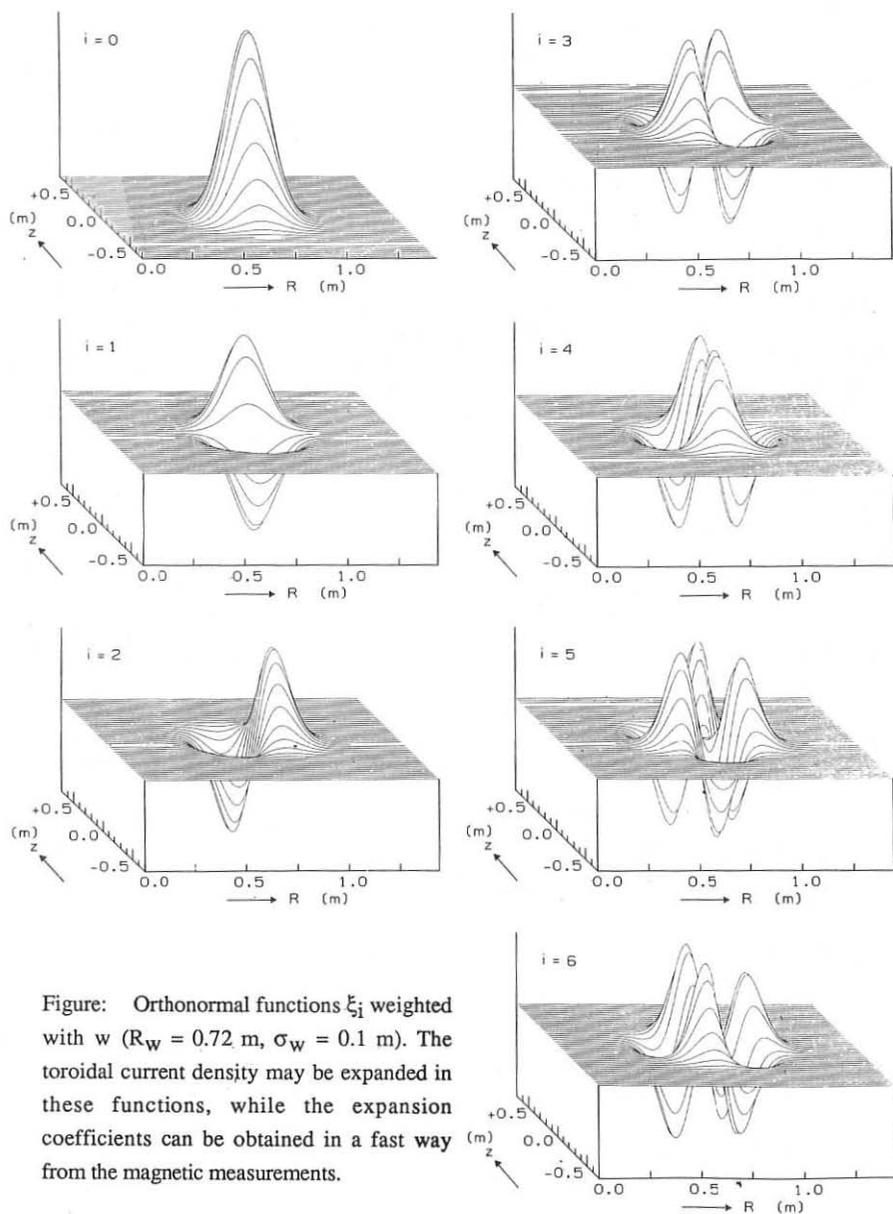 i=0
+0.5
(m)
0.0
z
-0.5
0.0
0.5
1.0
R (m)
i=1
+0.5
(m)
0.0
z
-0.5
0.0
0.5
1.0
R (m)
i=2
+0.5
(m)
0.0
z
-0.5
0.0
0.5
1.0
R (m)
Figure: Orthonormal functions ξi weighted
with w (RW = 0.72 m, σW = 0.1 m). The
toroidal current density may be expanded in
these functions, while the expansion
coefficients can be obtained in a fast way
from the magnetic measurements.
i=3
+0.5
(m)
0.0
z
-0.5
0.0
0.5
1.0
R (m)
i=4
+0.5
(m)
0.0
z
-0.5
0.0
0.5
1.0
R (m)
i=5
+0.5
(m)
0.0
z
-0.5
0.0
0.5
1.0
R (m)
i=6
+0.5
(m)
0.0
z
-0.5
0.0
0.5
1.0
R (m)